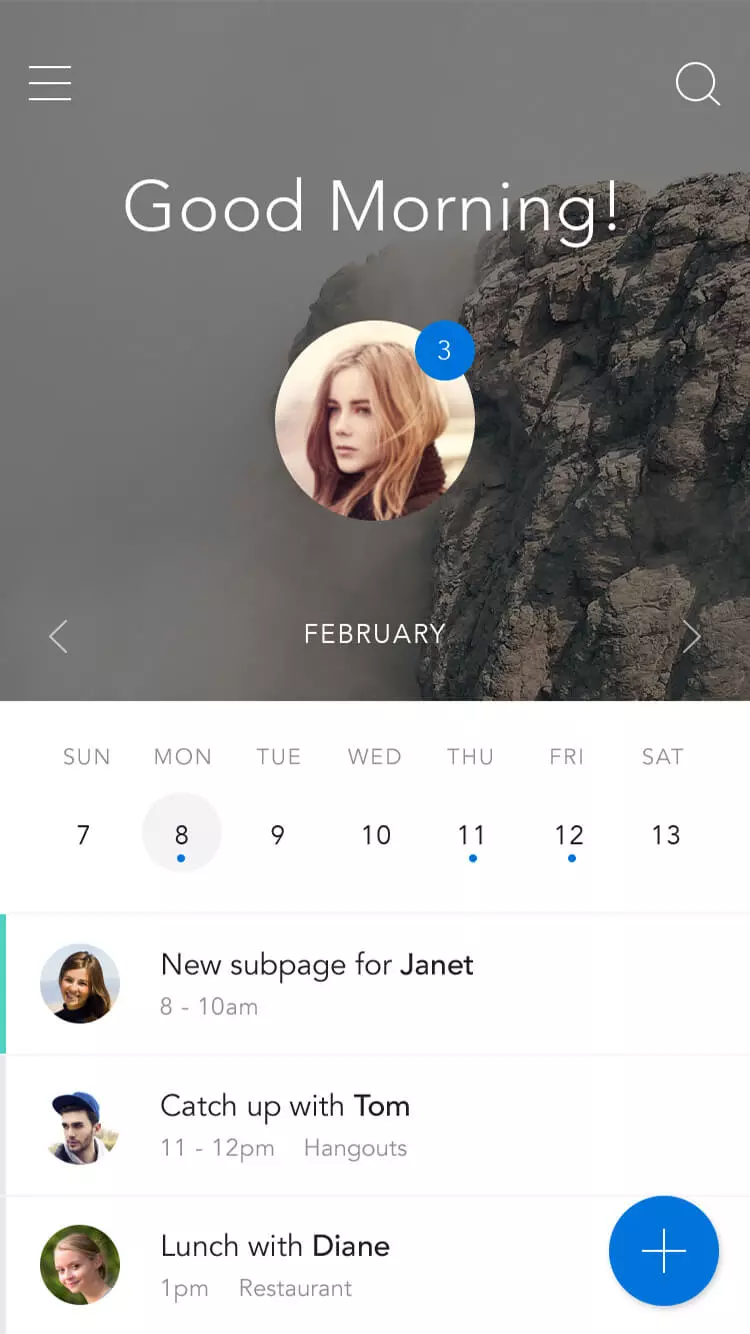 Good Morning!
3
FEBRUARY
SUN MON TUE WED THU FRI SAT
7 8 9 10 11 12 13
New subpage for Janet
8 - 10am
Catch up with Tom
11 - 12pm Hangouts
Lunch with Diane
1pm Restaurant